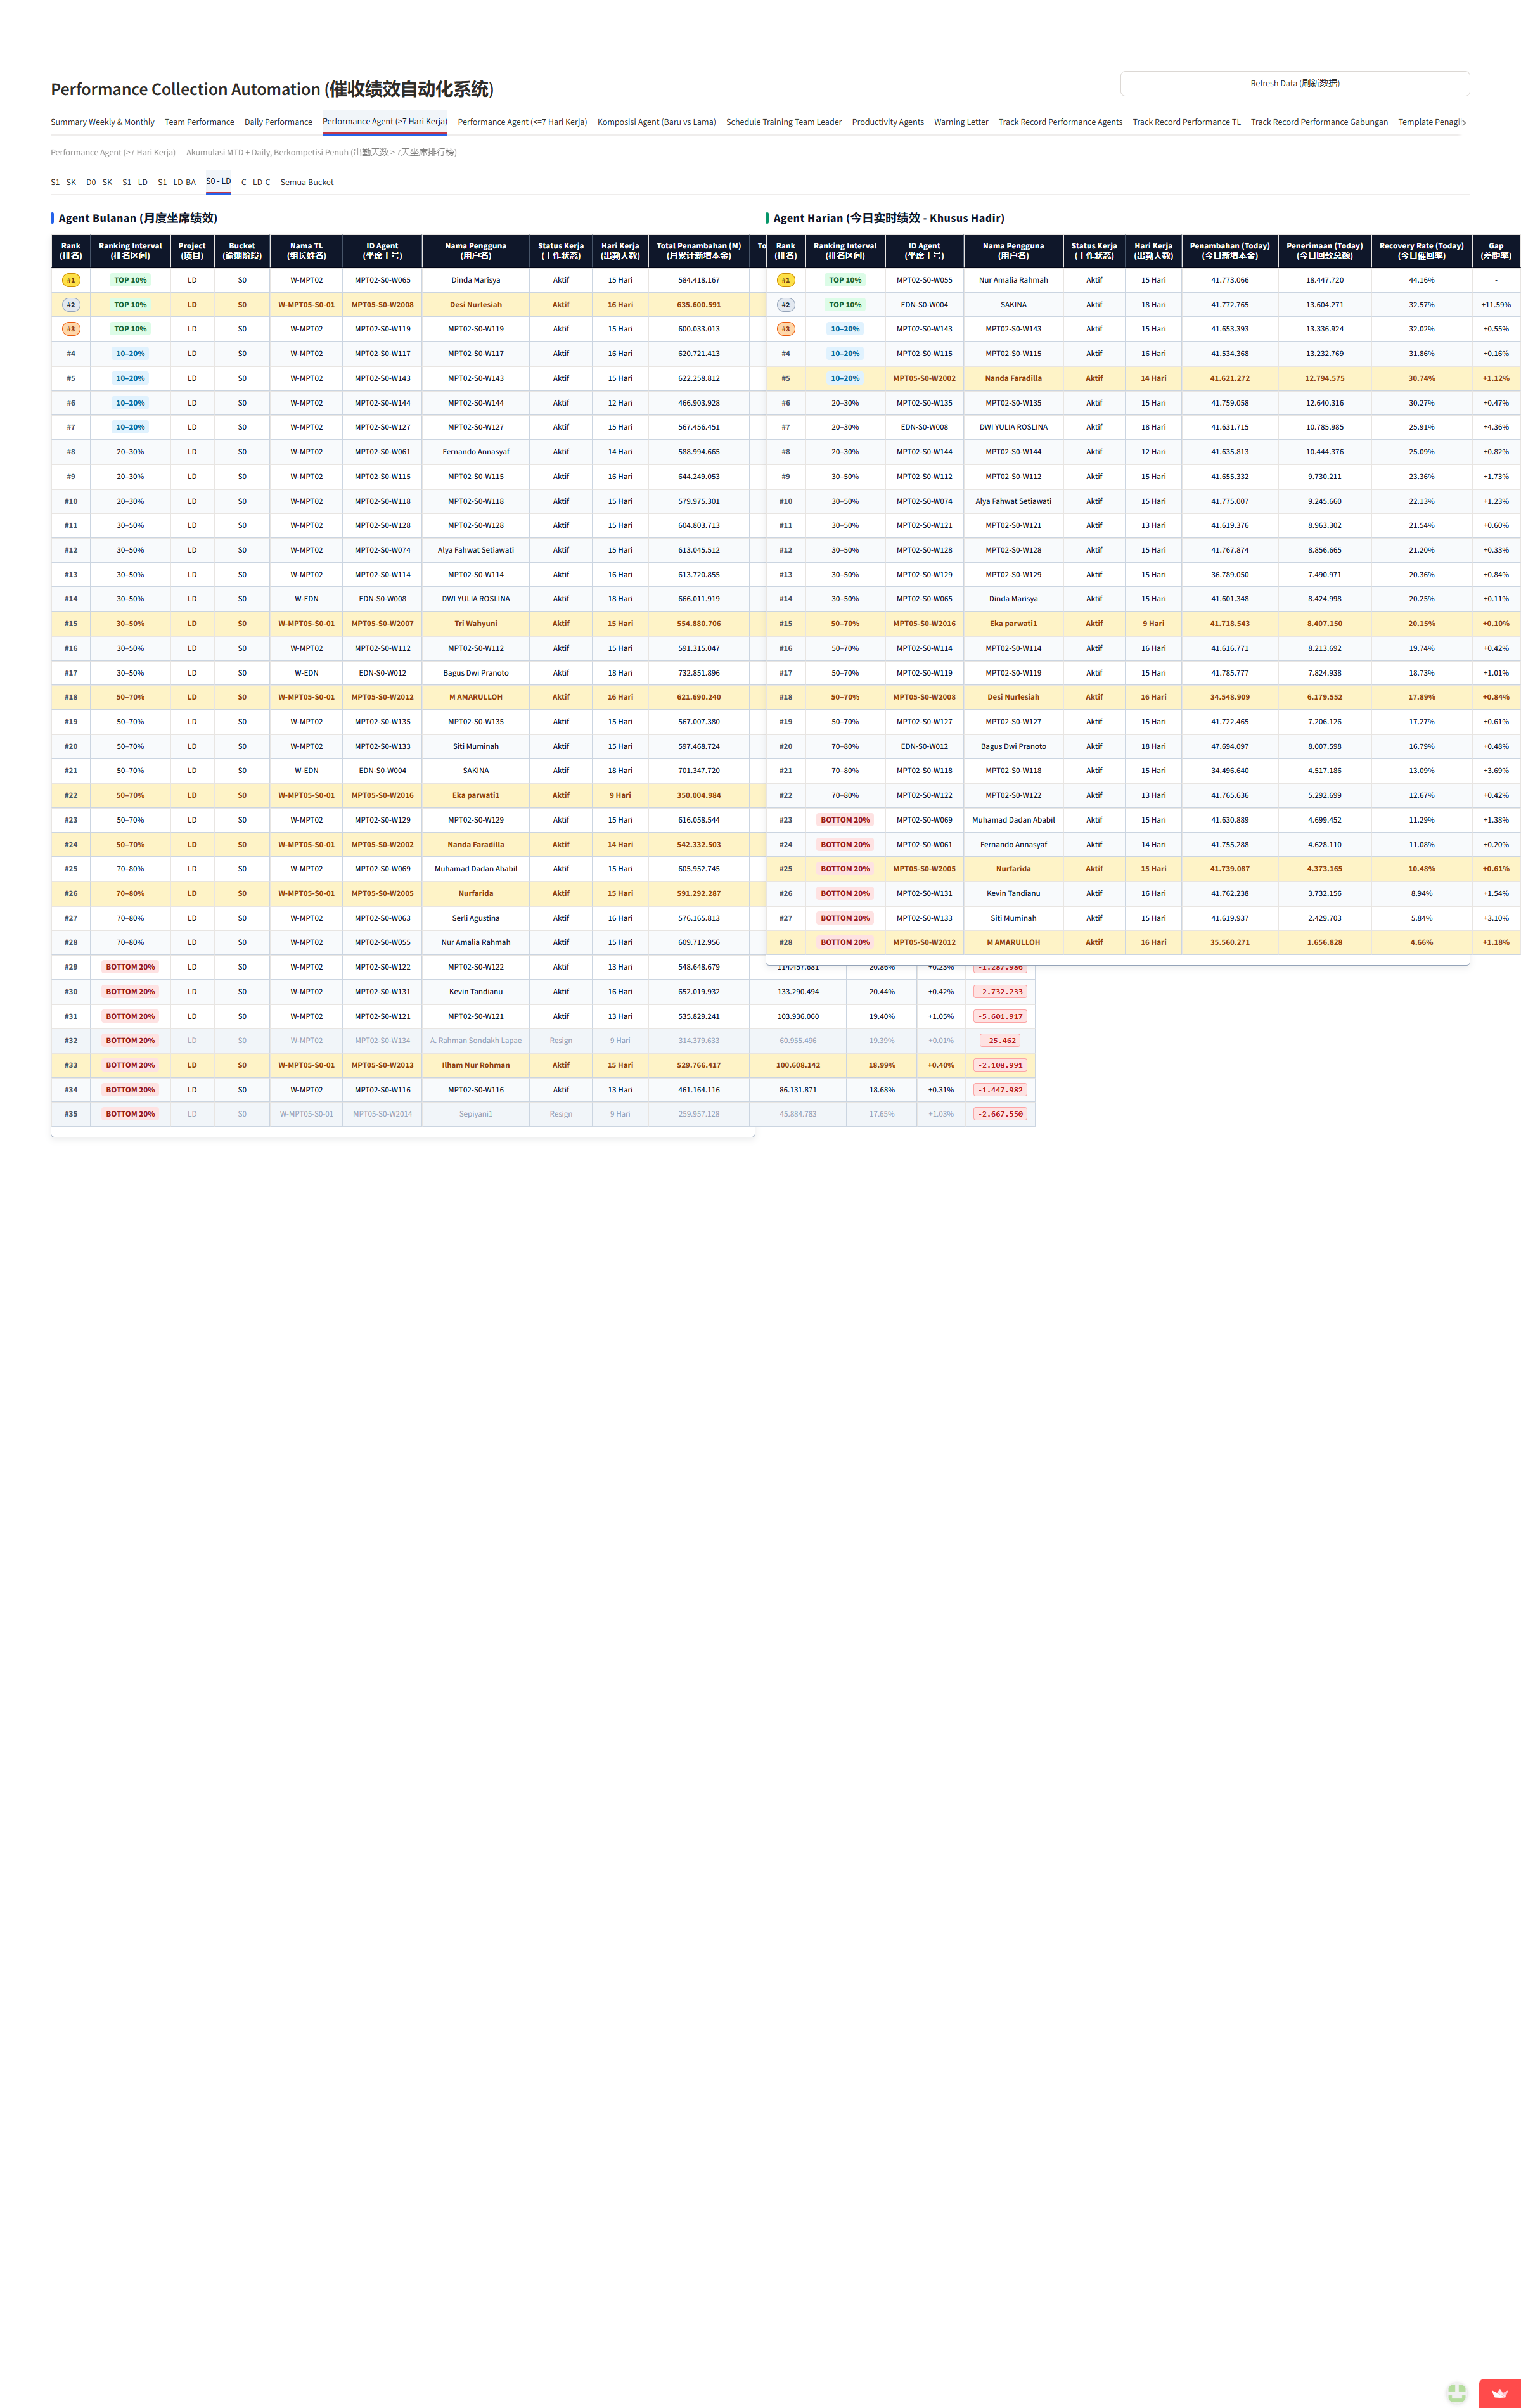 Performance Collection Automation (催收绩效自动化系统)
Refresh Data (刷新数据)
Summary Weekly & Monthly Team Performance Daily Performance Performance Agent (>7 Hari Kerja) Performance Agent (<=7 Hari Kerja) Komposisi Agent (Baru vs Lama) Schedule Training Team Leader Productivity Agents Warning Letter Track Record Performance Agents Track Record Performance TL Track Record Performance Gabungan Template Penagi
Performance Agent (>7 Hari Kerja) — Akumulasi MTD + Daily, Berkompetisi Penuh (出勤天数 > 7天坐席排行榜)
S1 - SK D0 - SK S1 - LD S1 - LD-BA S0 - LD C - LD-C Semua Bucket
Agent Bulanan (月度坐席绩效)
Rank Ranking Interval Project Bucket Nama TL ID Agent Nama Pengguna Status Kerja Hari Kerja Total Penambahan (M) To
(排名) (排名区间) (项目) (逾期阶段) (组长姓名) (坐席工号) (用户名) (工作状态) (出勤天数) (月累计新增本金)
#1 TOP 10% LD S0 W-MPT02 MPT02-S0-W065 Dinda Marisya Aktif 15 Hari 584.418.167
#2 TOP 10% LD S0 W-MPT05-S0-01 MPT05-S0-W2008 Desi Nurlesiah Aktif 16 Hari 635.600.591
#3 TOP 10% LD S0 W-MPT02 MPT02-S0-W119 MPT02-S0-W119 Aktif 15 Hari 600.033.013
#4 10–20% LD S0 W-MPT02 MPT02-S0-W117 MPT02-S0-W117 Aktif 16 Hari 620.721.413
#5 10–20% LD S0 W-MPT02 MPT02-S0-W143 MPT02-S0-W143 Aktif 15 Hari 622.258.812
#6 10–20% LD S0 W-MPT02 MPT02-S0-W144 MPT02-S0-W144 Aktif 12 Hari 466.903.928
#7 10–20% LD S0 W-MPT02 MPT02-S0-W127 MPT02-S0-W127 Aktif 15 Hari 567.456.451
#8 20–30% LD S0 W-MPT02 MPT02-S0-W061 Fernando Annasyaf Aktif 14 Hari 588.994.665
#9 20–30% LD S0 W-MPT02 MPT02-S0-W115 MPT02-S0-W115 Aktif 16 Hari 644.249.053
#10 20–30% LD S0 W-MPT02 MPT02-S0-W118 MPT02-S0-W118 Aktif 15 Hari 579.975.301
#11 30–50% LD S0 W-MPT02 MPT02-S0-W128 MPT02-S0-W128 Aktif 15 Hari 604.803.713
#12 30–50% LD S0 W-MPT02 MPT02-S0-W074 Alya Fahwat Setiawati Aktif 15 Hari 613.045.512
#13 30–50% LD S0 W-MPT02 MPT02-S0-W114 MPT02-S0-W114 Aktif 16 Hari 613.720.855
#14 30–50% LD S0 W-EDN EDN-S0-W008 DWI YULIA ROSLINA Aktif 18 Hari 666.011.919
#15 30–50% LD S0 W-MPT05-S0-01 MPT05-S0-W2007 Tri Wahyuni Aktif 15 Hari 554.880.706
#16 30–50% LD S0 W-MPT02 MPT02-S0-W112 MPT02-S0-W112 Aktif 15 Hari 591.315.047
#17 30–50% LD S0 W-EDN EDN-S0-W012 Bagus Dwi Pranoto Aktif 18 Hari 732.851.896
#18 50–70% LD S0 W-MPT05-S0-01 MPT05-S0-W2012 M AMARULLOH Aktif 16 Hari 621.690.240
#19 50–70% LD S0 W-MPT02 MPT02-S0-W135 MPT02-S0-W135 Aktif 15 Hari 567.007.380
#20 50–70% LD S0 W-MPT02 MPT02-S0-W133 Siti Muminah Aktif 15 Hari 597.468.724
#21 50–70% LD S0 W-EDN EDN-S0-W004 SAKINA Aktif 18 Hari 701.347.720
#22 50–70% LD S0 W-MPT05-S0-01 MPT05-S0-W2016 Eka parwati1 Aktif 9 Hari 350.004.984
#23 50–70% LD S0 W-MPT02 MPT02-S0-W129 MPT02-S0-W129 Aktif 15 Hari 616.058.544
#24 50–70% LD S0 W-MPT05-S0-01 MPT05-S0-W2002 Nanda Faradilla Aktif 14 Hari 542.332.503
#25 70–80% LD S0 W-MPT02 MPT02-S0-W069 Muhamad Dadan Ababil Aktif 15 Hari 605.952.745
#26 70–80% LD S0 W-MPT05-S0-01 MPT05-S0-W2005 Nurfarida Aktif 15 Hari 591.292.287
#27 70–80% LD S0 W-MPT02 MPT02-S0-W063 Serli Agustina Aktif 16 Hari 576.165.813
#28 70–80% LD S0 W-MPT02 MPT02-S0-W055 Nur Amalia Rahmah Aktif 15 Hari 609.712.956
#29 BOTTOM 20% LD S0 W-MPT02 MPT02-S0-W122 MPT02-S0-W122 Aktif 13 Hari 548.648.679 114.457.681 20.86% +0.23% -1.287.986
#30 BOTTOM 20% LD S0 W-MPT02 MPT02-S0-W131 Kevin Tandianu Aktif 16 Hari 652.019.932 133.290.494 20.44% +0.42% -2.732.233
#31 BOTTOM 20% LD S0 W-MPT02 MPT02-S0-W121 MPT02-S0-W121 Aktif 13 Hari 535.829.241 103.936.060 19.40% +1.05% -5.601.917
#32 BOTTOM 20% LD S0 W-MPT02 MPT02-S0-W134 A. Rahman Sondakh Lapae Resign 9 Hari 314.379.633 60.955.496 19.39% +0.01% -25.462
#33 BOTTOM 20% LD S0 W-MPT05-S0-01 MPT05-S0-W2013 Ilham Nur Rohman Aktif 15 Hari 529.766.417 100.608.142 18.99% +0.40% -2.108.991
#34 BOTTOM 20% LD S0 W-MPT02 MPT02-S0-W116 MPT02-S0-W116 Aktif 13 Hari 461.164.116 86.131.871 18.68% +0.31% -1.447.982
#35 BOTTOM 20% LD S0 W-MPT05-S0-01 MPT05-S0-W2014 Sepiyani1 Resign 9 Hari 259.957.128 45.884.783 17.65% +1.03% -2.667.550
Agent Harian (今日实时绩效 - Khusus Hadir)
Rank Ranking Interval ID Agent Nama Pengguna Status Kerja Hari Kerja Penambahan (Today) Penerimaan (Today) Recovery Rate (Today) Gap
(排名) (排名区间) (坐席工号) (用户名) (工作状态) (出勤天数) (今日新增本金) (今日回款总额) (今日催回率) (差距率)
#1 TOP 10% MPT02-S0-W055 Nur Amalia Rahmah Aktif 15 Hari 41.773.066 18.447.720 44.16% -
#2 TOP 10% EDN-S0-W004 SAKINA Aktif 18 Hari 41.772.765 13.604.271 32.57% +11.59%
#3 10–20% MPT02-S0-W143 MPT02-S0-W143 Aktif 15 Hari 41.653.393 13.336.924 32.02% +0.55%
#4 10–20% MPT02-S0-W115 MPT02-S0-W115 Aktif 16 Hari 41.534.368 13.232.769 31.86% +0.16%
#5 10–20% MPT05-S0-W2002 Nanda Faradilla Aktif 14 Hari 41.621.272 12.794.575 30.74% +1.12%
#6 20–30% MPT02-S0-W135 MPT02-S0-W135 Aktif 15 Hari 41.759.058 12.640.316 30.27% +0.47%
#7 20–30% EDN-S0-W008 DWI YULIA ROSLINA Aktif 18 Hari 41.631.715 10.785.985 25.91% +4.36%
#8 20–30% MPT02-S0-W144 MPT02-S0-W144 Aktif 12 Hari 41.635.813 10.444.376 25.09% +0.82%
#9 30–50% MPT02-S0-W112 MPT02-S0-W112 Aktif 15 Hari 41.655.332 9.730.211 23.36% +1.73%
#10 30–50% MPT02-S0-W074 Alya Fahwat Setiawati Aktif 15 Hari 41.775.007 9.245.660 22.13% +1.23%
#11 30–50% MPT02-S0-W121 MPT02-S0-W121 Aktif 13 Hari 41.619.376 8.963.302 21.54% +0.60%
#12 30–50% MPT02-S0-W128 MPT02-S0-W128 Aktif 15 Hari 41.767.874 8.856.665 21.20% +0.33%
#13 30–50% MPT02-S0-W129 MPT02-S0-W129 Aktif 15 Hari 36.789.050 7.490.971 20.36% +0.84%
#14 30–50% MPT02-S0-W065 Dinda Marisya Aktif 15 Hari 41.601.348 8.424.998 20.25% +0.11%
#15 50–70% MPT05-S0-W2016 Eka parwati1 Aktif 9 Hari 41.718.543 8.407.150 20.15% +0.10%
#16 50–70% MPT02-S0-W114 MPT02-S0-W114 Aktif 16 Hari 41.616.771 8.213.692 19.74% +0.42%
#17 50–70% MPT02-S0-W119 MPT02-S0-W119 Aktif 15 Hari 41.785.777 7.824.938 18.73% +1.01%
#18 50–70% MPT05-S0-W2008 Desi Nurlesiah Aktif 16 Hari 34.548.909 6.179.552 17.89% +0.84%
#19 50–70% MPT02-S0-W127 MPT02-S0-W127 Aktif 15 Hari 41.722.465 7.206.126 17.27% +0.61%
#20 70–80% EDN-S0-W012 Bagus Dwi Pranoto Aktif 18 Hari 47.694.097 8.007.598 16.79% +0.48%
#21 70–80% MPT02-S0-W118 MPT02-S0-W118 Aktif 15 Hari 34.496.640 4.517.186 13.09% +3.69%
#22 70–80% MPT02-S0-W122 MPT02-S0-W122 Aktif 13 Hari 41.765.636 5.292.699 12.67% +0.42%
#23 BOTTOM 20% MPT02-S0-W069 Muhamad Dadan Ababil Aktif 15 Hari 41.630.889 4.699.452 11.29% +1.38%
#24 BOTTOM 20% MPT02-S0-W061 Fernando Annasyaf Aktif 14 Hari 41.755.288 4.628.110 11.08% +0.20%
#25 BOTTOM 20% MPT05-S0-W2005 Nurfarida Aktif 15 Hari 41.739.087 4.373.165 10.48% +0.61%
#26 BOTTOM 20% MPT02-S0-W131 Kevin Tandianu Aktif 16 Hari 41.762.238 3.732.156 8.94% +1.54%
#27 BOTTOM 20% MPT02-S0-W133 Siti Muminah Aktif 15 Hari 41.619.937 2.429.703 5.84% +3.10%
#28 BOTTOM 20% MPT05-S0-W2012 M AMARULLOH Aktif 16 Hari 35.560.271 1.656.828 4.66% +1.18%